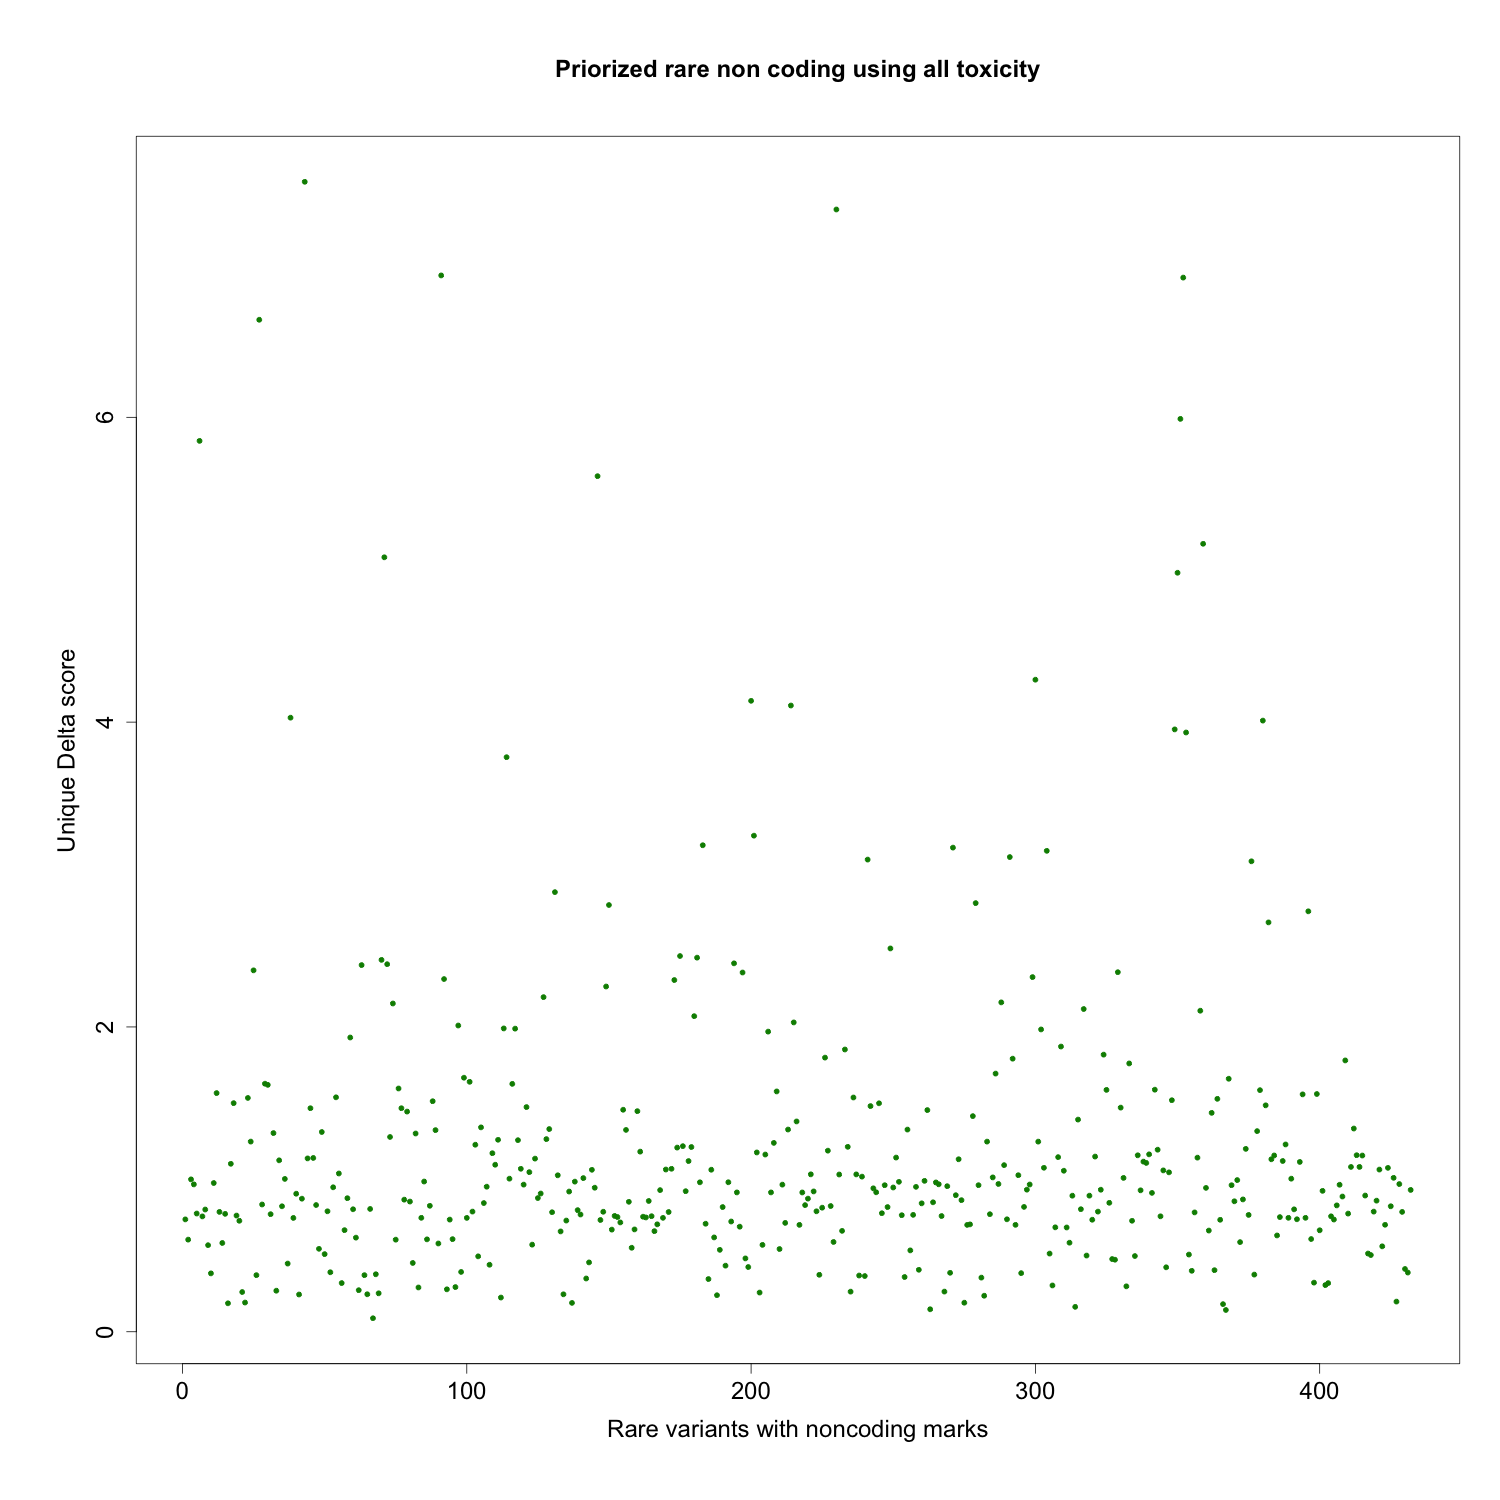 Priorized rare non coding using all toxicity
6
4
2
0
Unique Delta score
0 100 200 300 400
Rare variants with noncoding marks